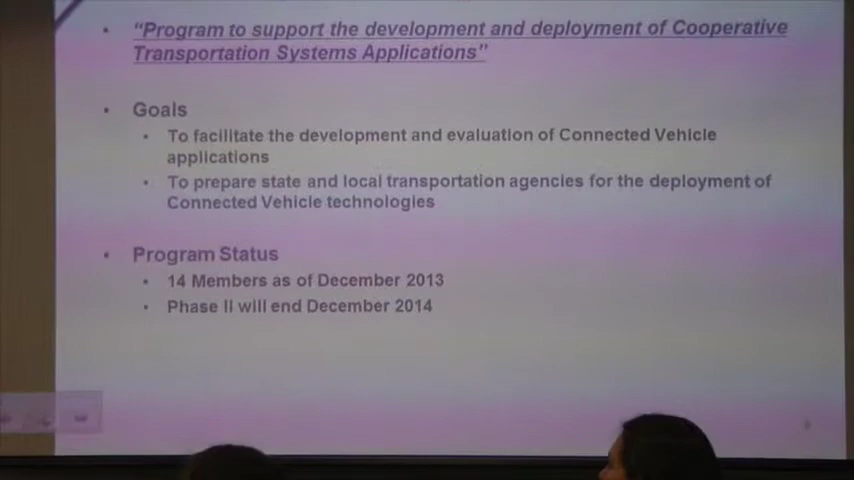 • “Program to support the development and deployment of Cooperative
Transportation Systems Applications”
• Goals
• To facilitate the development and evaluation of Connected Vehicle
applications
• To prepare state and local transportation agencies for the deployment of
Connected Vehicle technologies
• Program Status
• 14 Members as of December 2013
• Phase II will end December 2014